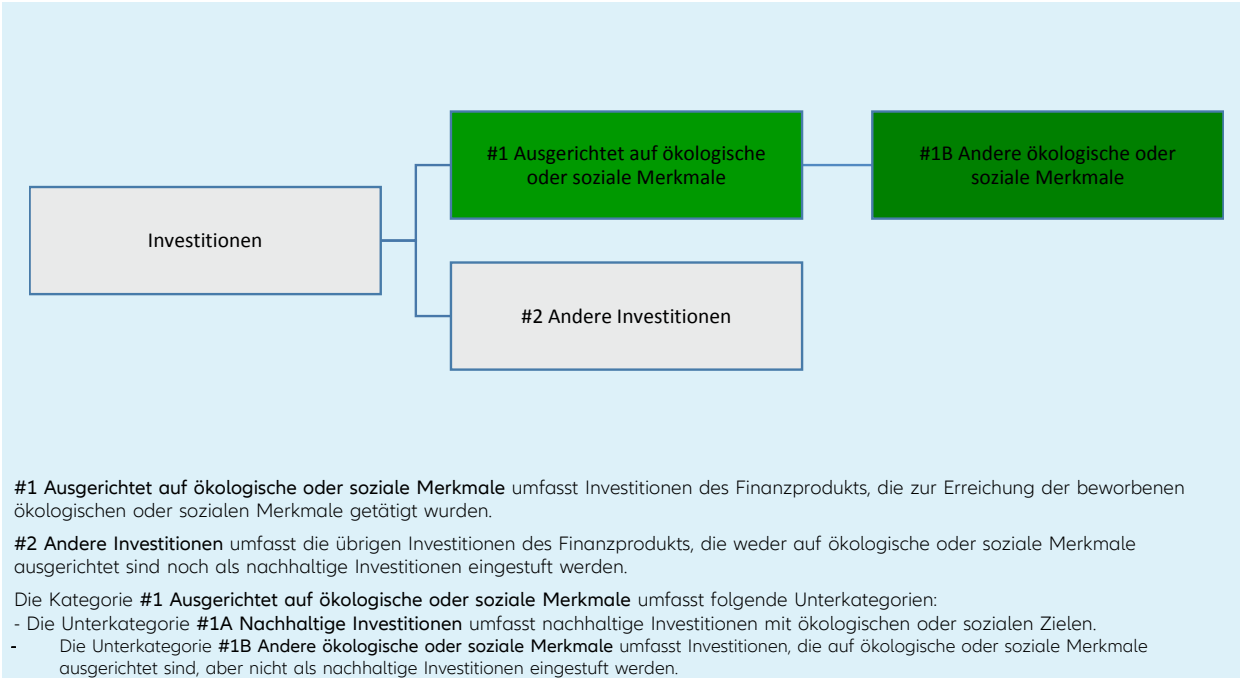 #1 Ausgerichtet auf ökologische
oder soziale Merkmale
#1B Andere ökologische oder
soziale Merkmale
Investitionen
#2 Andere Investitionen
#1 Ausgerichtet auf ökologische oder soziale Merkmale umfasst Investitionen des Finanzprodukts, die zur Erreichung der beworbenen
ökologischen oder sozialen Merkmale getätigt wurden.
#2 Andere Investitionen umfasst die übrigen Investitionen des Finanzprodukts, die weder auf ökologische oder soziale Merkmale
ausgerichtet sind noch als nachhaltige Investitionen eingestuft werden.
Die Kategorie #1 Ausgerichtet auf ökologische oder soziale Merkmale umfasst folgende Unterkategorien:
- Die Unterkategorie #1A Nachhaltige Investitionen umfasst nachhaltige Investitionen mit ökologischen oder sozialen Zielen.
- Die Unterkategorie #1B Andere ökologische oder soziale Merkmale umfasst Investitionen, die auf ökologische oder soziale Merkmale
ausgerichtet sind, aber nicht als nachhaltige Investitionen eingestuft werden.